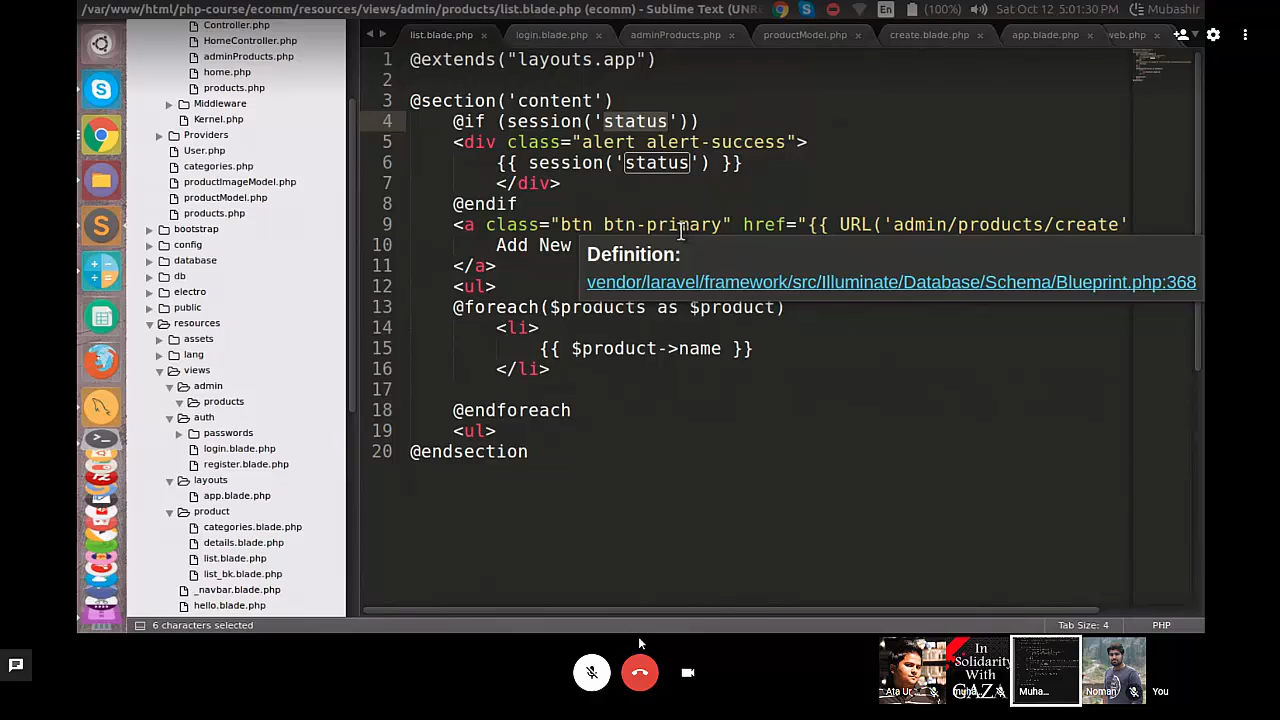 /var/www/html/php-course/ecomm/resources/views/admin/products/list.blade.php (ecomm) - Sublime Text (UNRE
En
(100%)
Sat Oct 12 5:01:30 PM
Mubashir
Controller.php
HomeController.php
adminProducts.php
home.php
products.php
Middleware
Kernel.php
Providers
User.php
categories.php
productImageModel.php
productModel.php
products.php
bootstrap
config
database
db
electro
public
resources
assets
lang
views
admin
products
auth
passwords
login.blade.php
register.blade.php
layouts
app.blade.php
product
categories.blade.php
details.blade.php
list.blade.php
list_bk.blade.php
_navbar.blade.php
hello.blade.php
list.blade.php × login.blade.php × adminProducts.php × productModel.php × create.blade.php × app.blade.php × web.php ×
1 @extends("layouts.app")
2
3 @section('content')
4 @if (session('status'))
5 <div class="alert alert-success">
6 {{ session('status') }}
7 </div>
8 @endif
9 <a class="btn btn-primary" href="{{ URL('admin/products/create'
10 Add New
11 </a>
12 <ul>
13 @foreach($products as $product)
14 <li>
15 {{ $product->name }}
16 </li>
17
18 @endforeach
19 <ul>
20 @endsection
Definition:
vendor/laravel/framework/src/Illuminate/Database/Schema/Blueprint.php:368
6 characters selected
Tab Size: 4
PHP
Ata Ur
In
Solidarity
With
GAZA
muha
Muha...
Noman
You